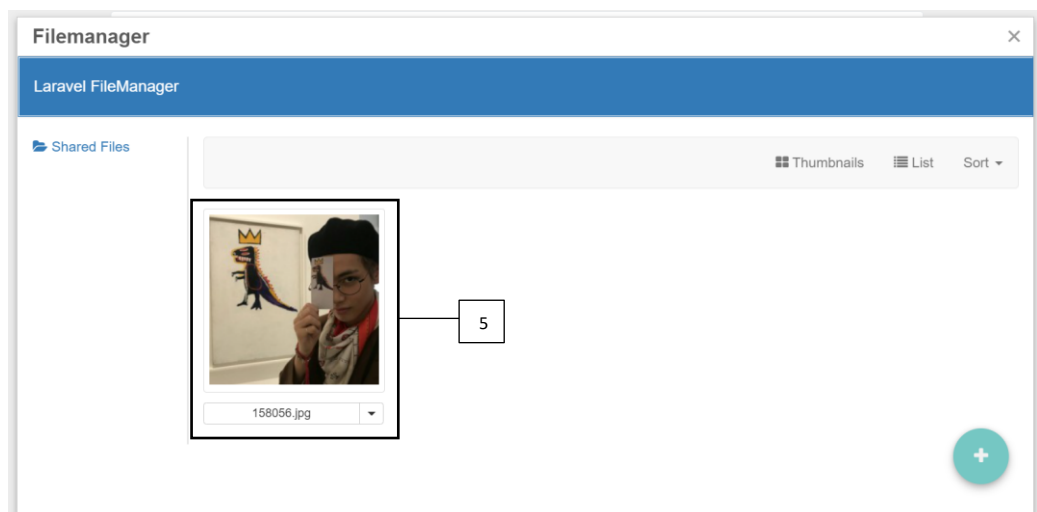 Filemanager ×
Laravel FileManager
Shared Files
Thumbnails List Sort
5
158056.jpg